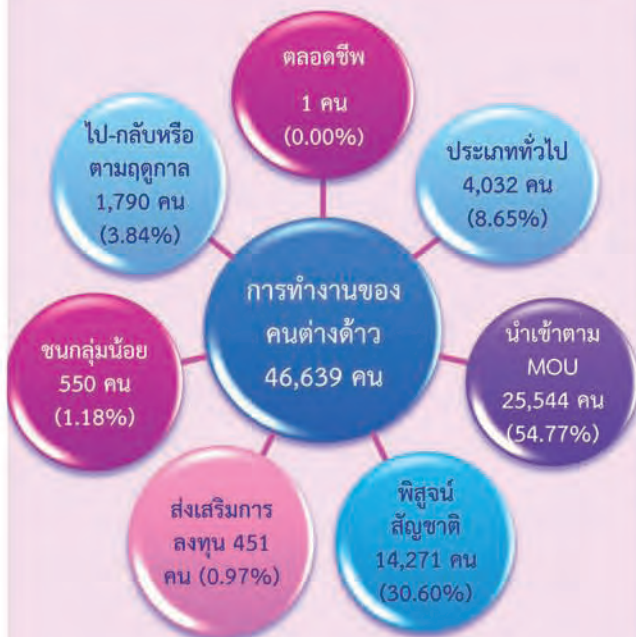 ตลอดชีพ
1 คน
(0.00%)
ไป-กลับหรือ
ตามฤดูกาล
1,790 คน
(3.84%)
ประเภททั่วไป
4,032 คน
(8.65%)
การทำงานของ
คนต่างด้าว
46,639 คน
ชนกลุ่มน้อย
550 คน
(1.18%)
นำเข้าตาม
MOU
25,544 คน
(54.77%)
ส่งเสริมการ
ลงทุน 451
คน (0.97%)
พิสูจน์
สัญชาติ
14,271 คน
(30.60%)